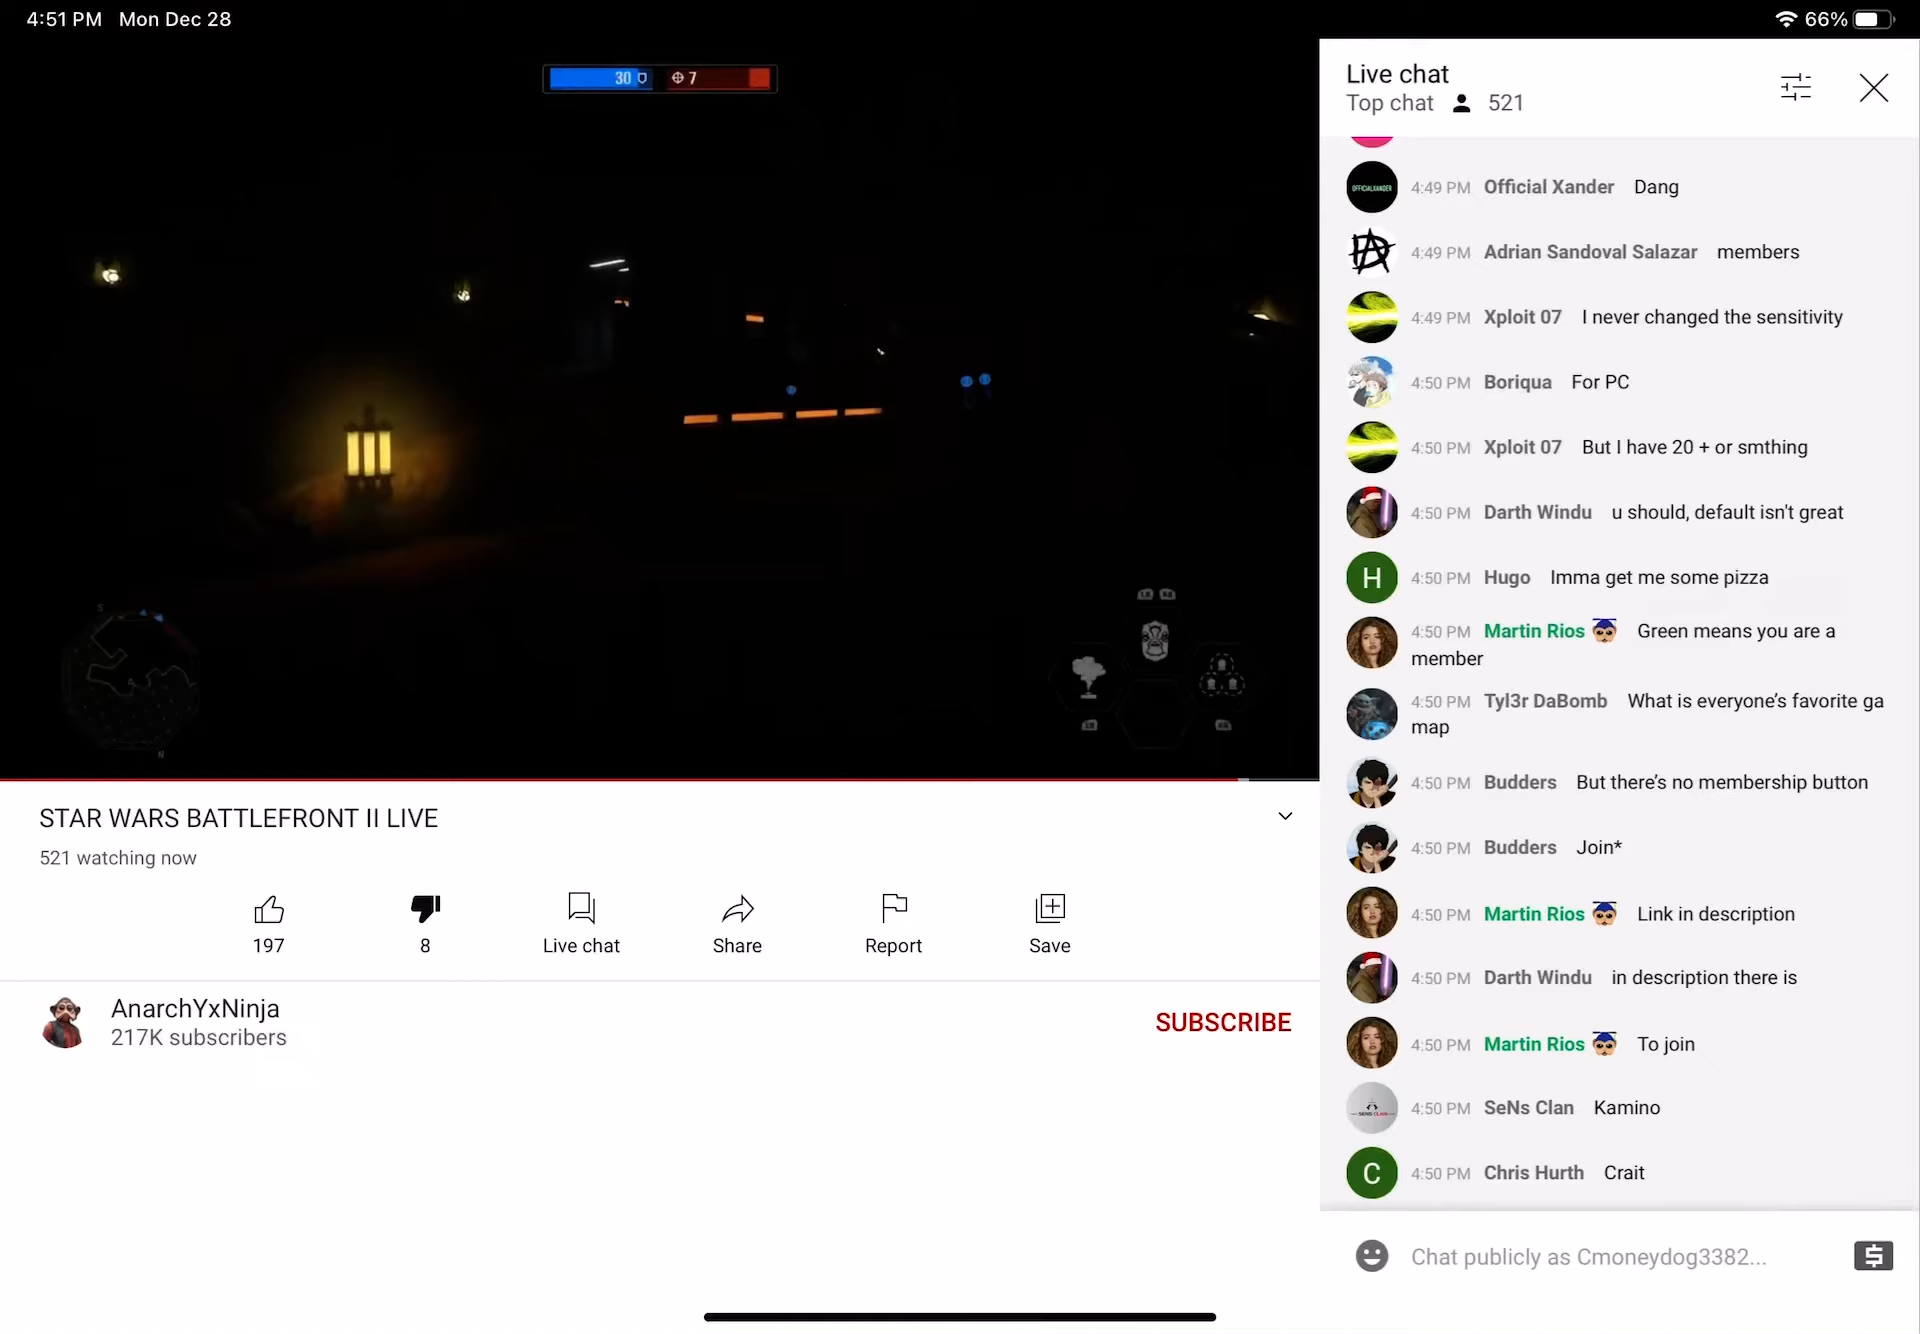 4:51 PM Mon Dec 28
66%
30
7
S
N
STAR WARS BATTLEFRONT II LIVE
521 watching now
197
8
Live chat
Share
Report
Save
AnarchYxNinja
217K subscribers
SUBSCRIBE
Live chat
Top chat 521
OFFICIALXANDER
4:49 PM Official Xander Dang
4:49 PM Adrian Sandoval Salazar members
4:49 PM Xploit 07 I never changed the sensitivity
4:50 PM Boriqua For PC
4:50 PM Xploit 07 But I have 20 + or smthing
4:50 PM Darth Windu u should, default isn't great
H
4:50 PM Hugo Imma get me some pizza
4:50 PM Martin Rios Green means you are a
member
4:50 PM Tyl3r DaBomb What is everyone’s favorite ga
map
4:50 PM Budders But there’s no membership button
4:50 PM Budders Join*
4:50 PM Martin Rios Link in description
4:50 PM Darth Windu in description there is
4:50 PM Martin Rios To join
SENS CLAN
4:50 PM SeNs Clan Kamino
C
4:50 PM Chris Hurth Crait
Chat publicly as Cmoneydog3382...
$